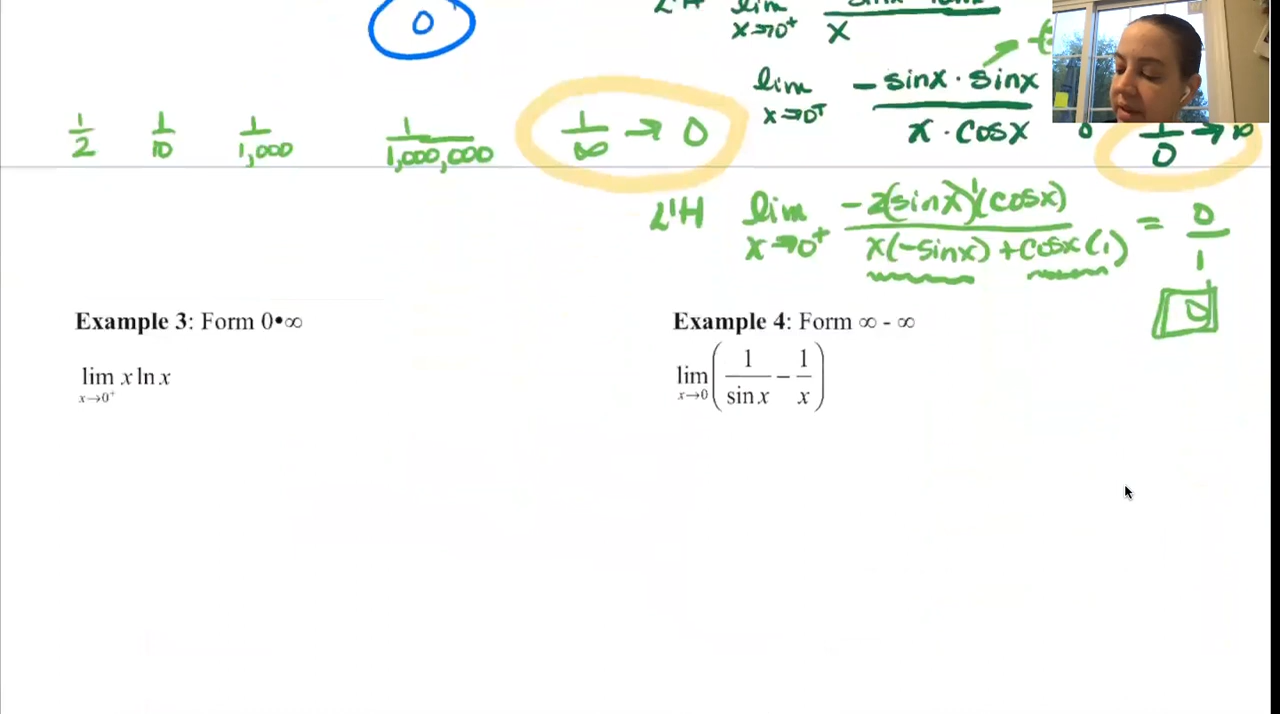 0
L'H lim x→0⁺
x
lim x→0⁺ - sinx · sinx / x · cosx
1/2 1/10 1/1,000 1/1,000,000 1/∞ → 0
1/0 → ∞
L'H lim x→0⁺ -2(sinx)¹(cosx) / x(-sinx) + cosx(1) = 0/1
0
Example 3: Form 0•∞
lim x→0⁺ x ln x
Example 4: Form ∞ - ∞
lim x→0 (1/sin x - 1/x)